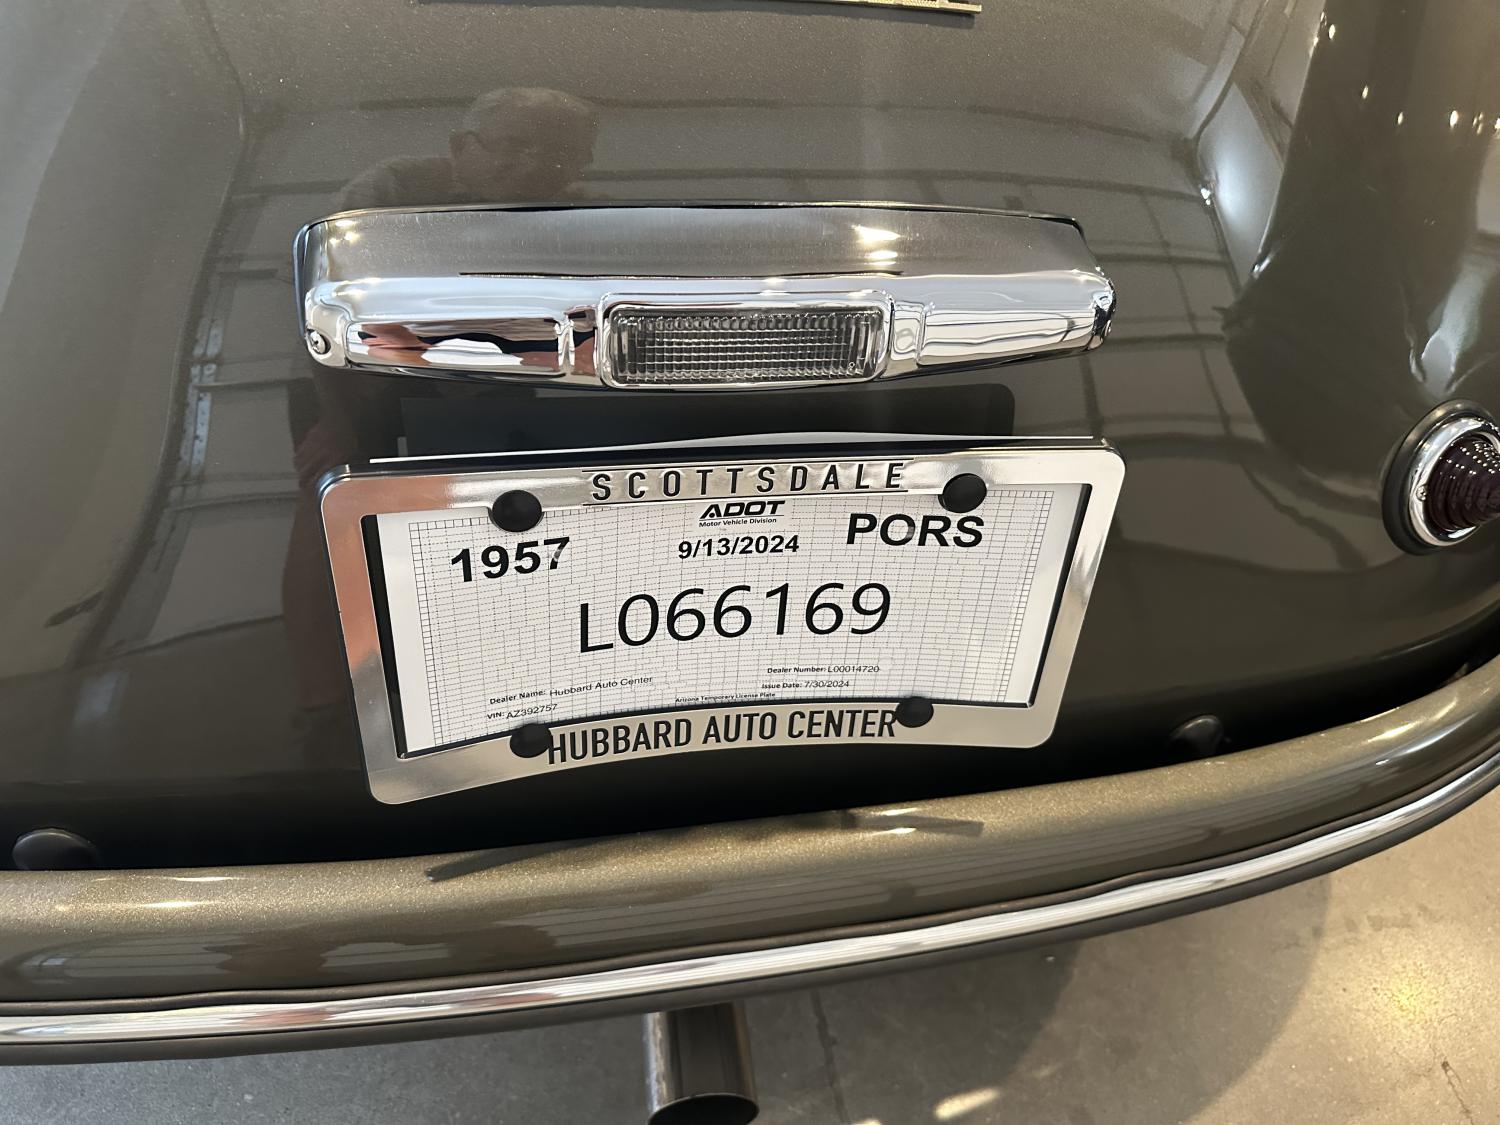 SCOTTSDALE
ADOT
Motor Vehicle Division
1957 9/13/2024 PORS
L066169
Dealer Name: Hubbard Auto Center Dealer Number: L00014720
VIN: AZ392757 Arizona Temporary License Plate Issue Date: 7/30/2024
HUBBARD AUTO CENTER